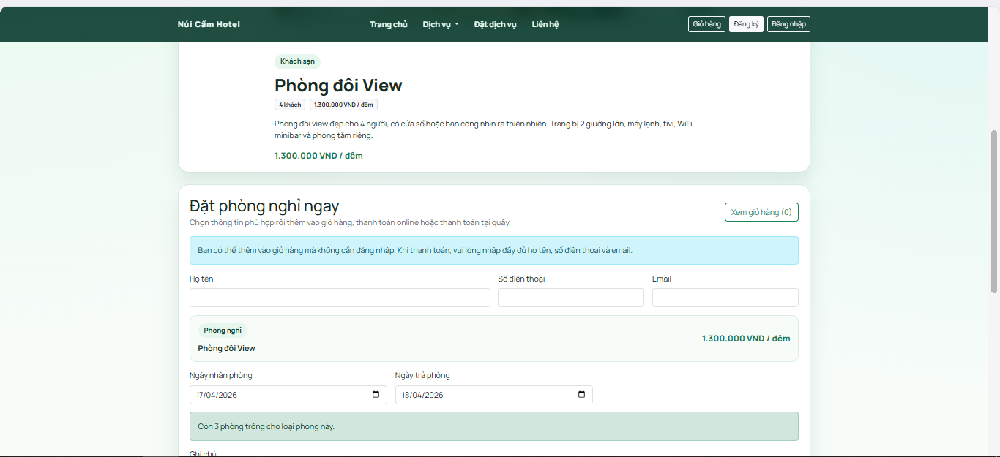 Núi Cấm Hotel
Trang chủ
Dịch vụ
Đặt dịch vụ
Liên hệ
Giỏ hàng
Đăng ký
Đăng nhập
Khách sạn
Phòng đôi View
4 khách
1.300.000 VND / đêm
Phòng đôi view đẹp cho 4 người, có cửa sổ hoặc ban công nhìn ra thiên nhiên. Trang bị 2 giường lớn, máy lạnh, tivi, WiFi,
minibar và phòng tắm riêng.
1.300.000 VND / đêm
Đặt phòng nghỉ ngay
Chọn thông tin phù hợp rồi thêm vào giỏ hàng, thanh toán online hoặc thanh toán tại quầy.
Xem giỏ hàng (0)
Bạn có thể thêm vào giỏ hàng mà không cần đăng nhập. Khi thanh toán, vui lòng nhập đầy đủ họ tên, số điện thoại và email.
Họ tên
Số điện thoại
Email
Phòng nghỉ
Phòng đôi View
1.300.000 VND / đêm
Ngày nhận phòng
Ngày trả phòng
17/04/2026
18/04/2026
Còn 3 phòng trống cho loại phòng này.
Ghi chú